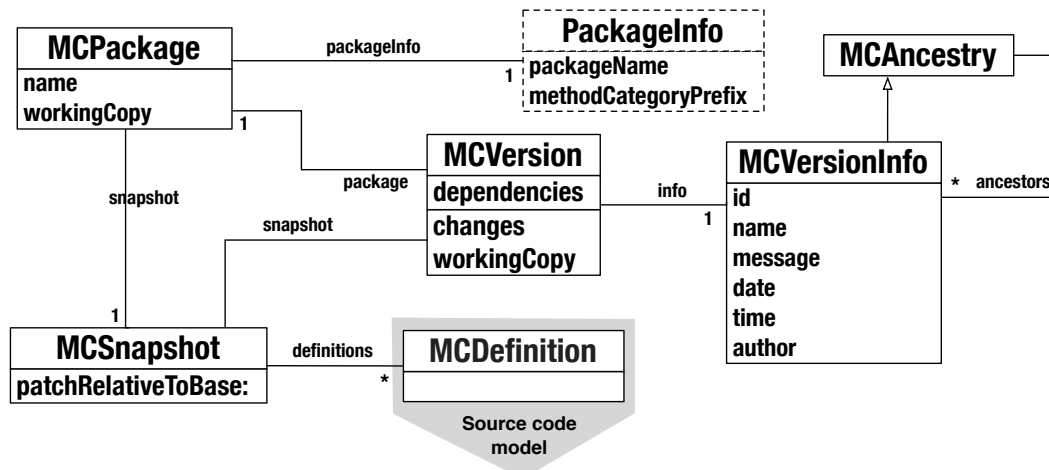 MCPackage
name
workingCopy
packageInfo
1
PackageInfo
packageName
methodCategoryPrefix
MCAncestry
1
package
snapshot
MCVersion
dependencies
changes
workingCopy
info
1
MCVersionInfo
id
name
message
date
time
author
* ancestors
snapshot
1
MCSnapshot
patchRelativeToBase:
definitions
*
MCDefinition
Source code
model